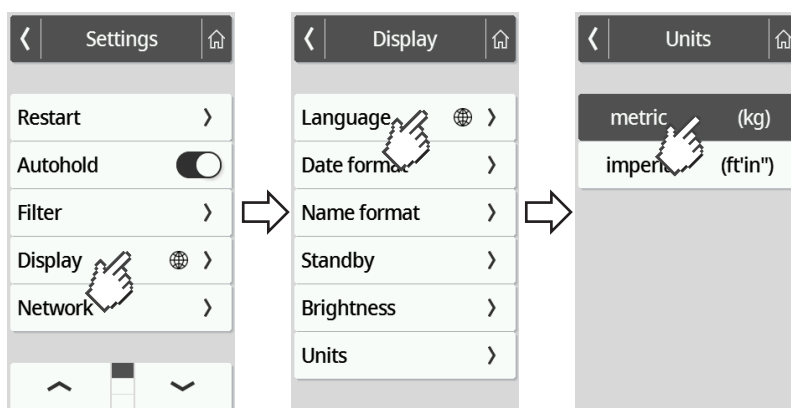 Settings
Restart
Autohold
Filter
Display
Network
Display
Language
Date format
Name format
Standby
Brightness
Units
Units
metric (kg)
imperial (ft'in")